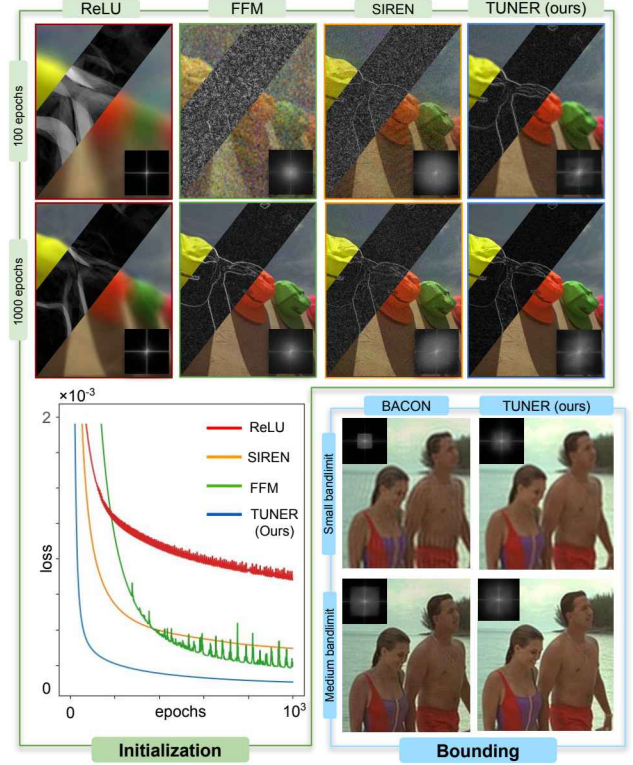 ReLU FFM SIREN TUNER (ours)
100 epochs
1000 epochs
×10⁻³
2
ReLU
SIREN
FFM
TUNER
(Ours)
loss
0
0 epochs 10³
Initialization
BACON TUNER (ours)
Small bandlimit
Medium bandlimit
Bounding